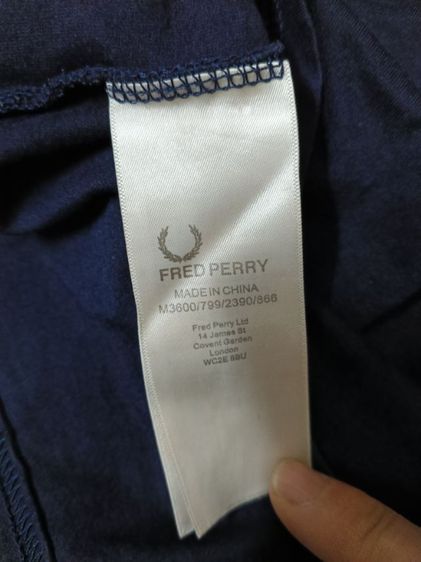 FRED PERRY
MADE IN CHINA
M3600/799/2390/866
Fred Perry Ltd
14 James St
Covent Garden
London
WC2E 8BU